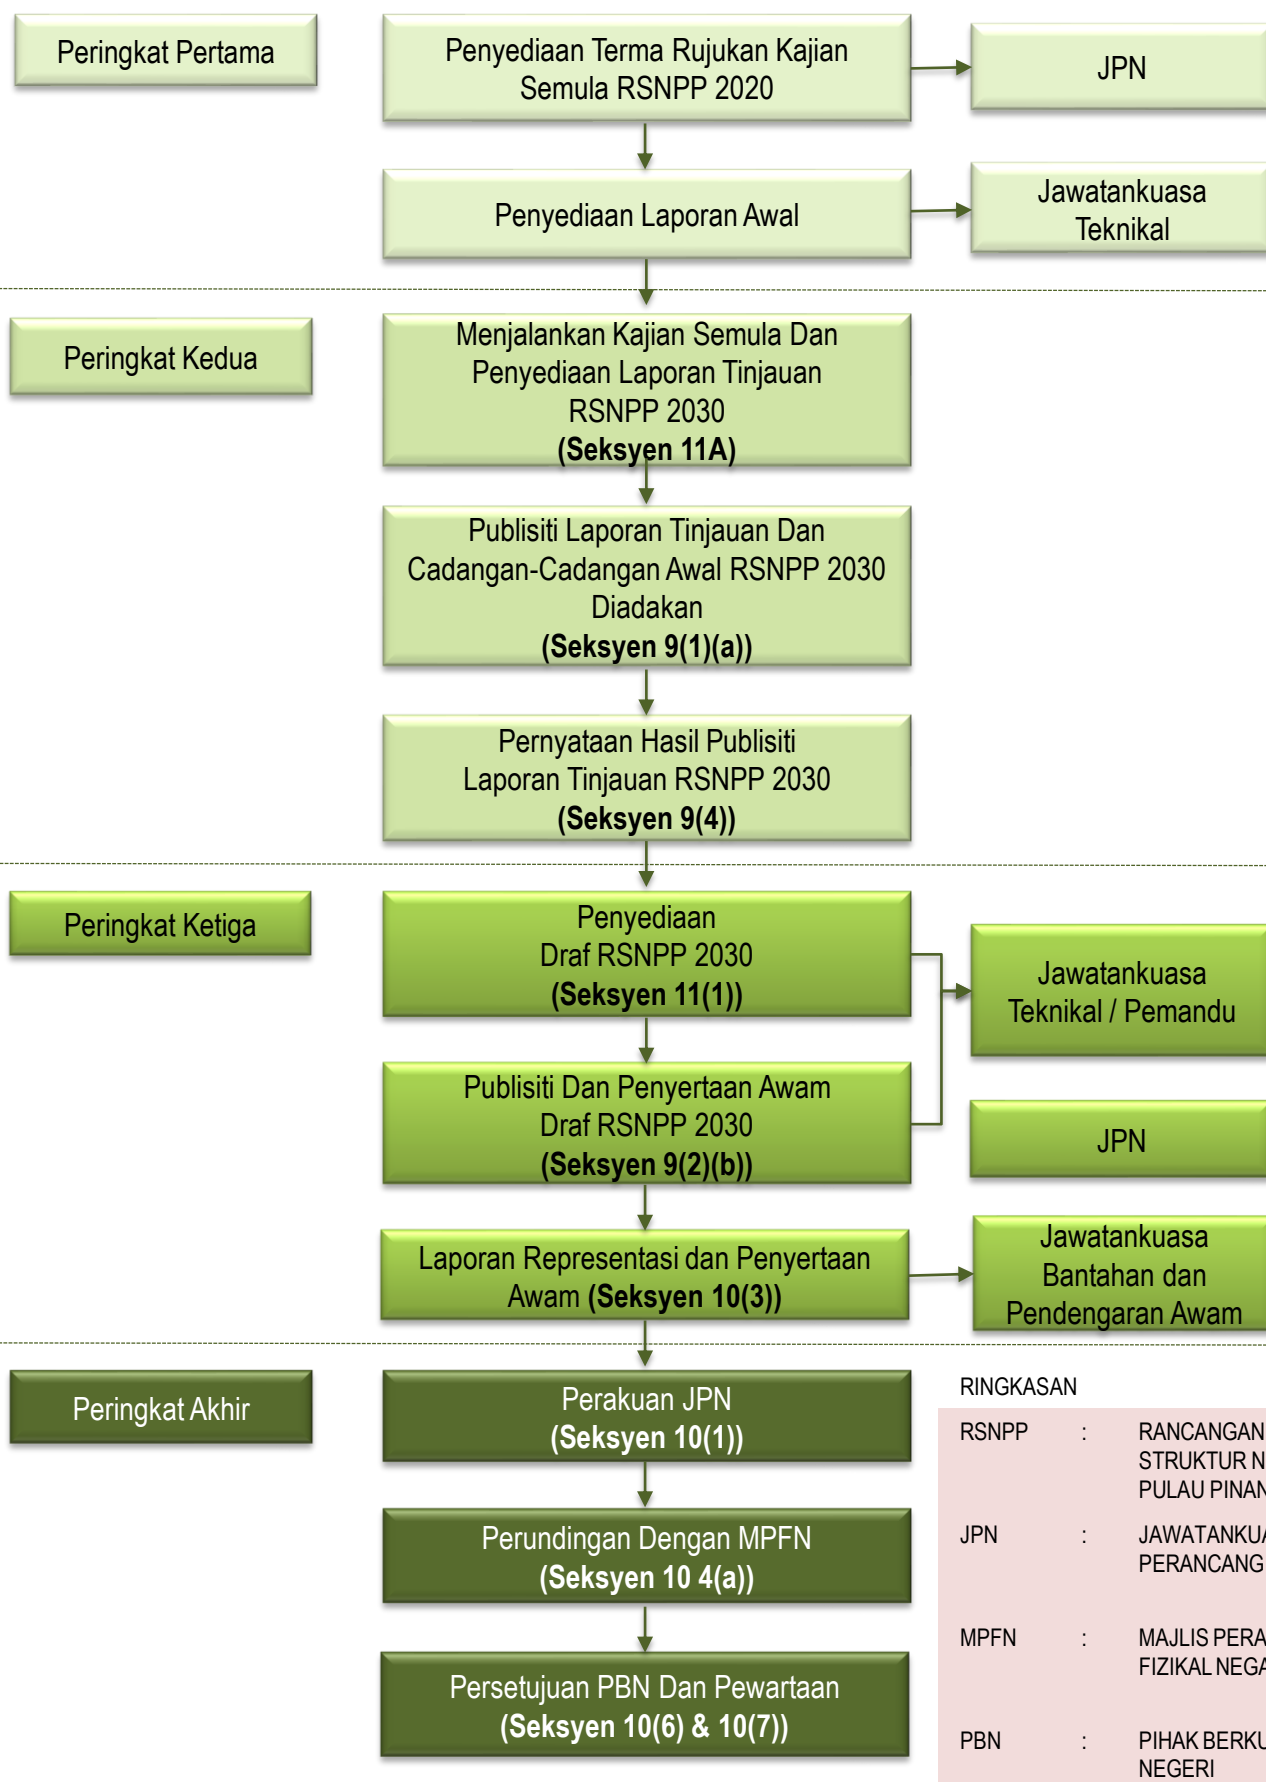 Peringkat Pertama
Penyediaan Terma Rujukan Kajian
Semula RSNPP 2020
JPN
Penyediaan Laporan Awal
Jawatankuasa
Teknikal
Peringkat Kedua
Menjalankan Kajian Semula Dan
Penyediaan Laporan Tinjauan
RSNPP 2030
(Seksyen 11A)
Publisiti Laporan Tinjauan Dan
Cadangan-Cadangan Awal RSNPP 2030
Diadakan
(Seksyen 9(1)(a))
Pernyataan Hasil Publisiti
Laporan Tinjauan RSNPP 2030
(Seksyen 9(4))
Peringkat Ketiga
Penyediaan
Draf RSNPP 2030
(Seksyen 11(1))
Jawatankuasa
Teknikal / Pemandu
Publisiti Dan Penyertaan Awam
Draf RSNPP 2030
(Seksyen 9(2)(b))
JPN
Laporan Representasi dan Penyertaan
Awam (Seksyen 10(3))
Jawatankuasa
Bantahan dan
Pendengaran Awam
Peringkat Akhir
Perakuan JPN
(Seksyen 10(1))
Perundingan Dengan MPFN
(Seksyen 10 4(a))
Persetujuan PBN Dan Pewartaan
(Seksyen 10(6) & 10(7))
RINGKASAN
RSNPP : RANCANGAN
STRUKTUR
PULAU
JPN :
MPFN : MAJLIS
FIZIKAL
PBN : PIHAK
NEGERI